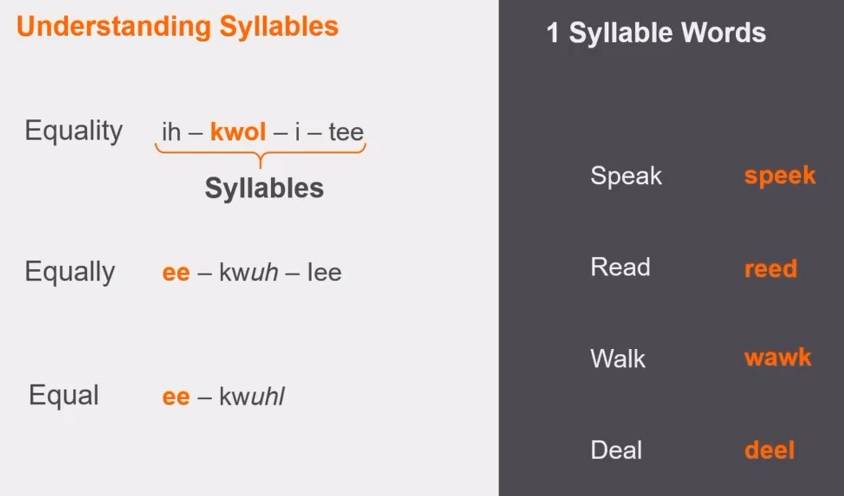 Understanding Syllables
Equality ih – kwol – i – tee
Syllables
Equally ee – kwuh – lee
Equal ee – kwuhl
1 Syllable Words
Speak speek
Read reed
Walk wawk
Deal deel